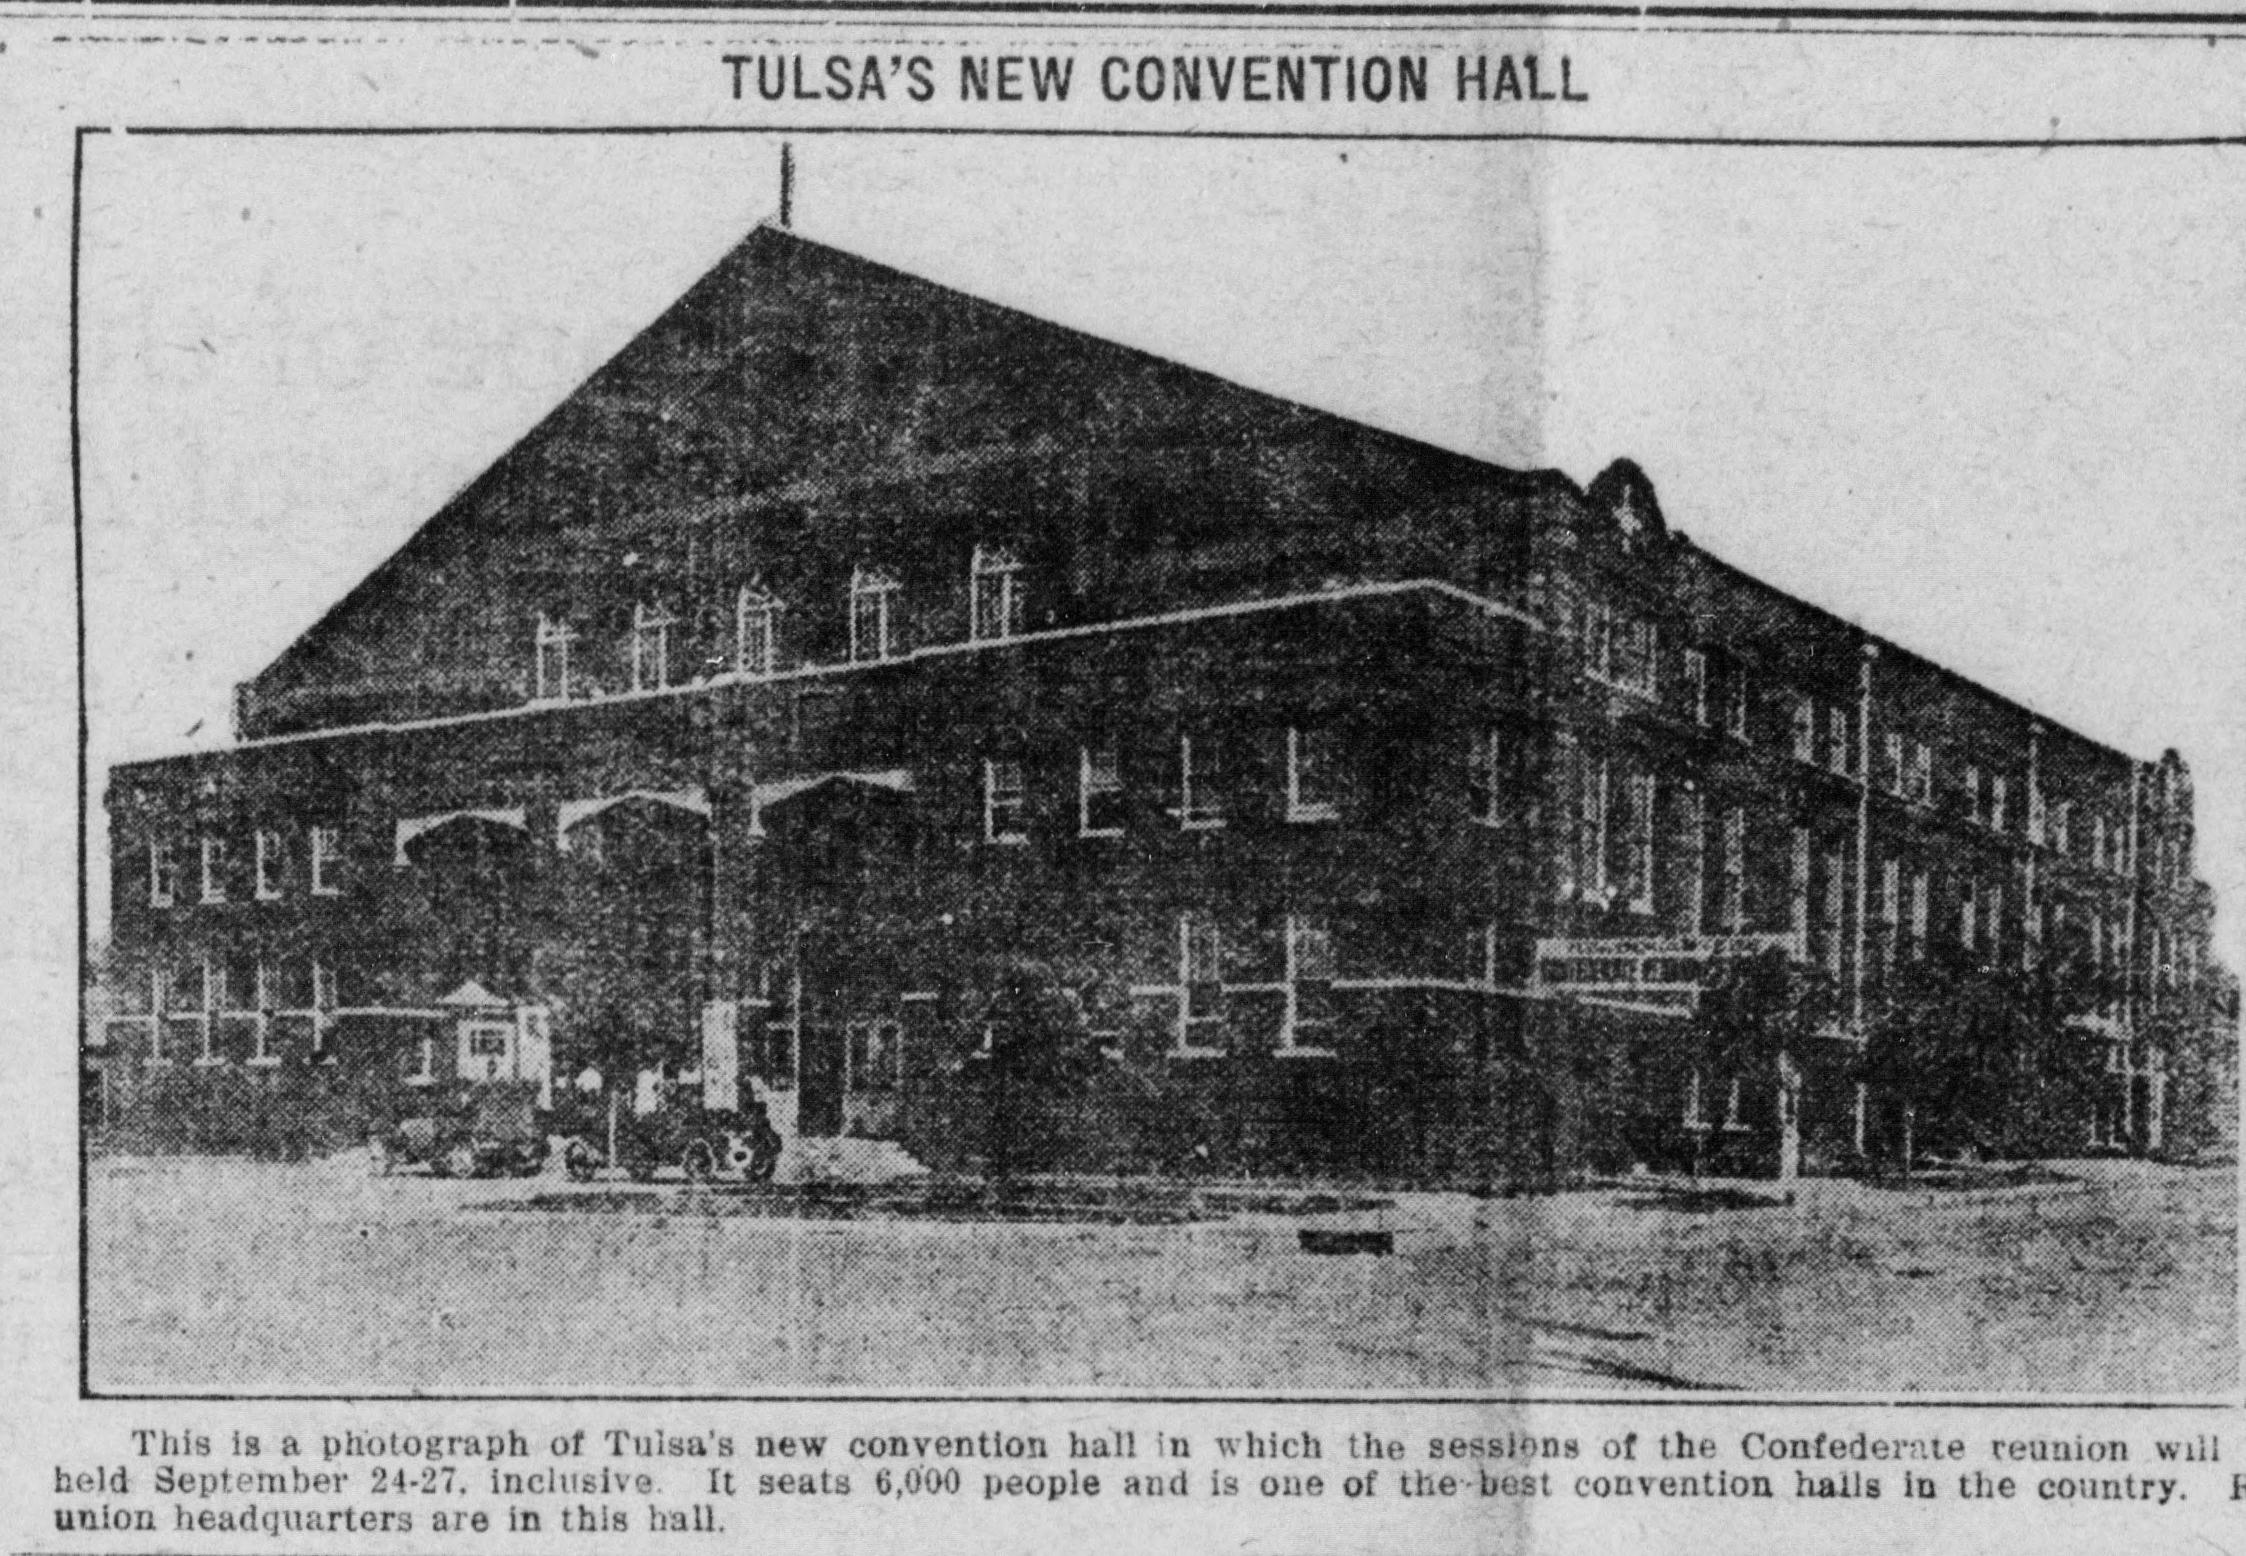 TULSA'S NEW CONVENTION HALL
This is a photograph of Tulsa's new convention hall in which the sessions of the Confederate reunion will
held September 24-27, inclusive. It seats 6,000 people and is one of the best convention halls in the country.
union headquarters are in this hall.